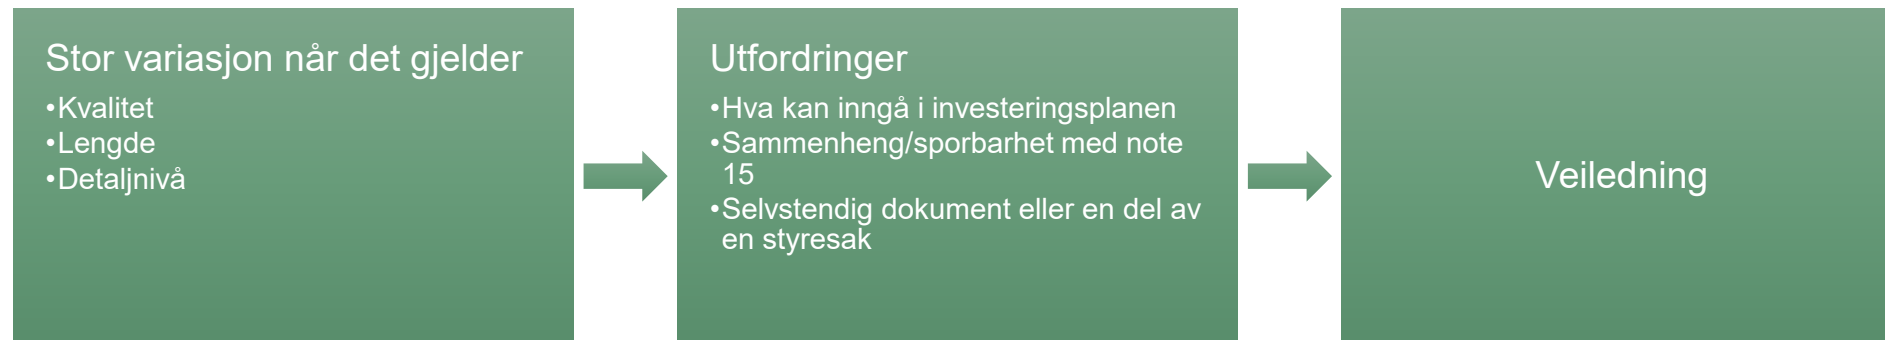 Stor variasjon når det gjelder
•Kvalitet
•Lengde
•Detaljnivå
Utfordringer
•Hva kan inngå i investeringsplanen
•Sammenheng/sporbarhet med note
15
•Selvstendig dokument eller en del av
en styresak
Veiledning